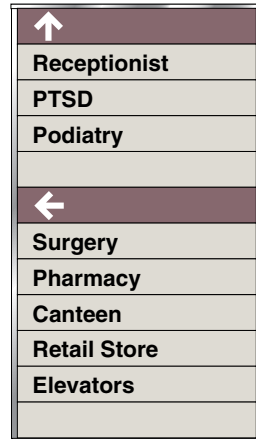 ↑
Receptionist
PTSD
Podiatry
←
Surgery
Pharmacy
Canteen
Retail Store
Elevators